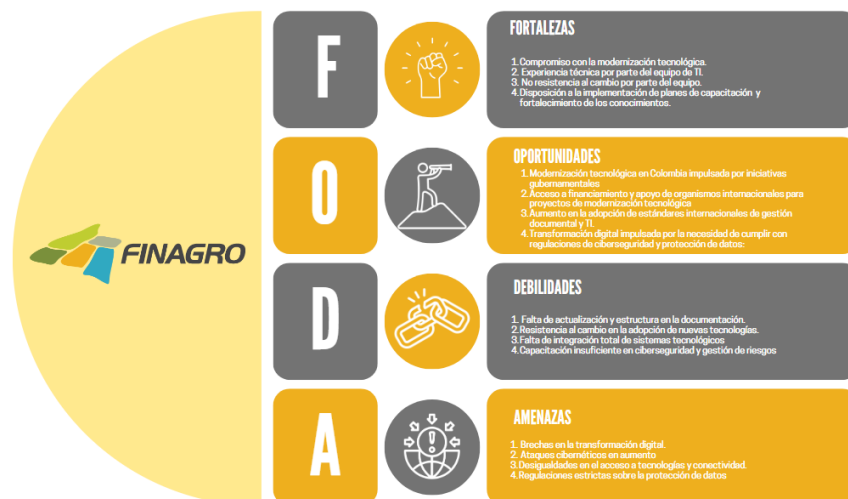 FINAGRO
F
FORTALEZAS
1. Compromiso con la modernización tecnológica.
2. Experiencia técnica por parte del equipo de TI.
3. No resistencia al cambio por parte del equipo.
4. Disposición a la implementación de planes de capacitación y
fortalecimiento de los conocimientos.
O
OPORTUNIDADES
1. Modernización tecnológica en Colombia impulsada por iniciativas
gubernamentales
2. Acceso a financiamiento y apoyo de organismos internacionales para
proyectos de modernización tecnológica
3. Aumento en la adopción de estándares internacionales de gestión
documental y TI.
4. Transformación digital impulsada por la necesidad de cumplir con
regulaciones de ciberseguridad y protección de datos:
D
DEBILIDADES
1. Falta de actualización y estructura en la documentación.
2. Resistencia al cambio en la adopción de nuevas tecnologías.
3. Falta de integración total de sistemas tecnológicos
4. Capacitación insuficiente en ciberseguridad y gestión de riesgos
A
AMENAZAS
1. Brechas en la transformación digital.
2. Ataques cibernéticos en aumento
3. Desigualdades en el acceso a tecnologías y conectividad.
4. Regulaciones estrictas sobre la protección de datos